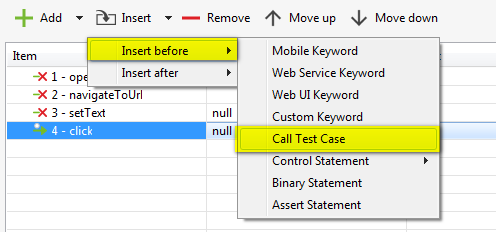 Add Insert Remove Move up Move down
Item
Insert before
Insert after
Mobile Keyword
Web Service Keyword
Web UI Keyword
Custom Keyword
Call Test Case
Control Statement
Binary Statement
Assert Statement
1 - ope
2 - navigateToUrl
3 - setText null
4 - click null